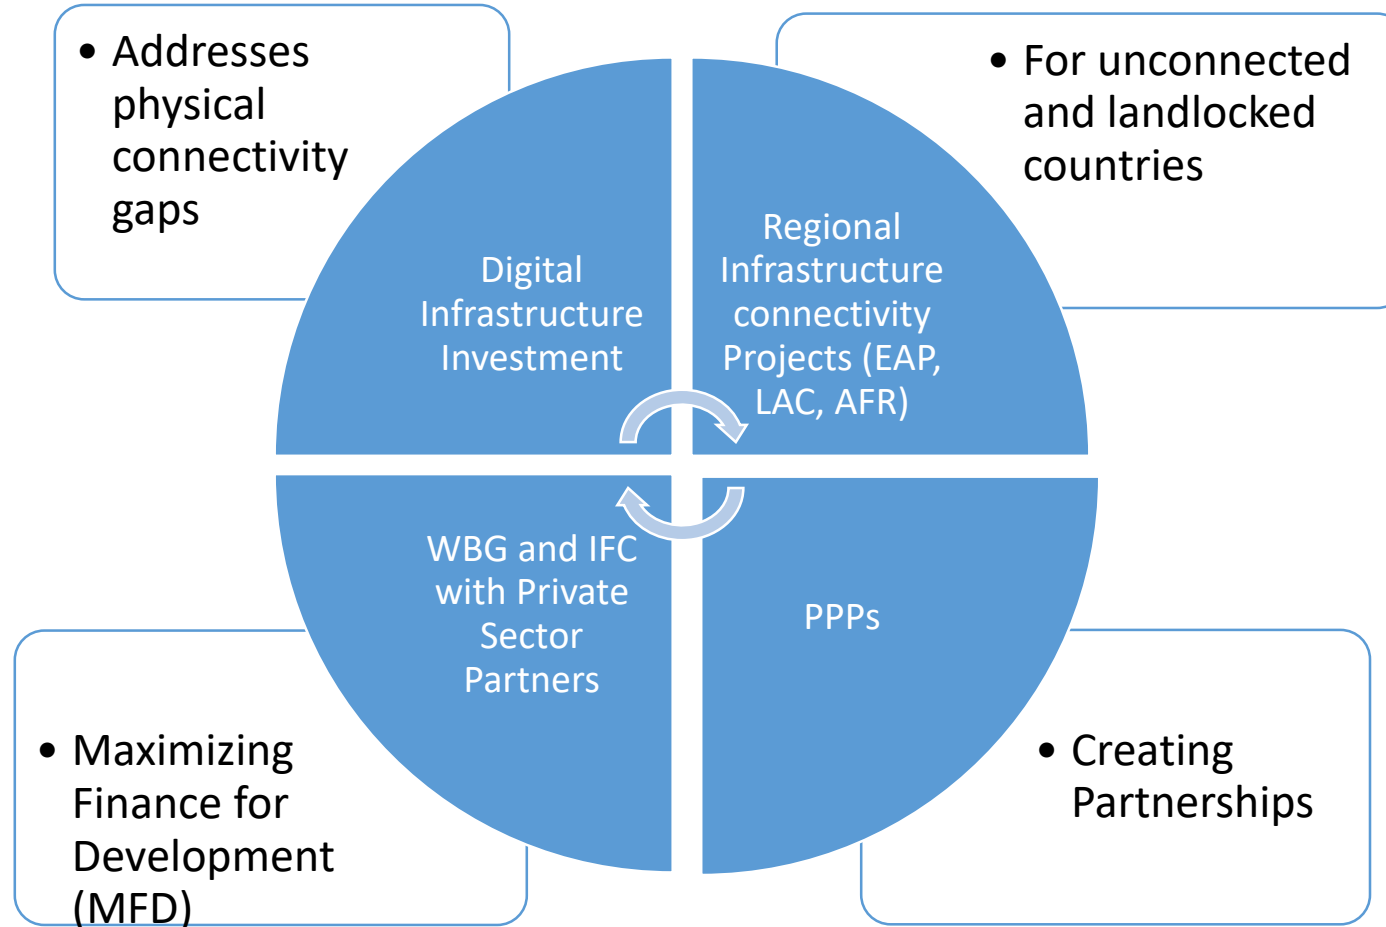 • Addresses
physical
connectivity
gaps
• For unconnected
and landlocked
countries
Digital
Infrastructure
Investment
Regional
Infrastructure
connectivity
Projects (EAP,
LAC, AFR)
WBG and IFC
with Private
Sector
Partners
PPPs
• Maximizing
Finance for
Development
(MFD)
• Creating
Partnerships